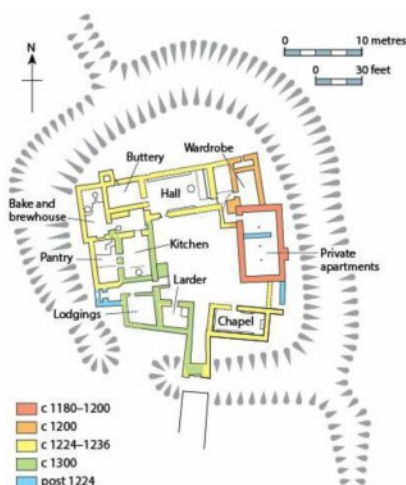 0 10 metres
N
0 30 feet
Wardrobe
Buttery
Hall
Bake and
brewhouse
Kitchen
Pantry
Private
apartments
Larder
Lodgings
Chapel
c 1180–1200
c 1200
c 1224–1236
c 1300
post 1224